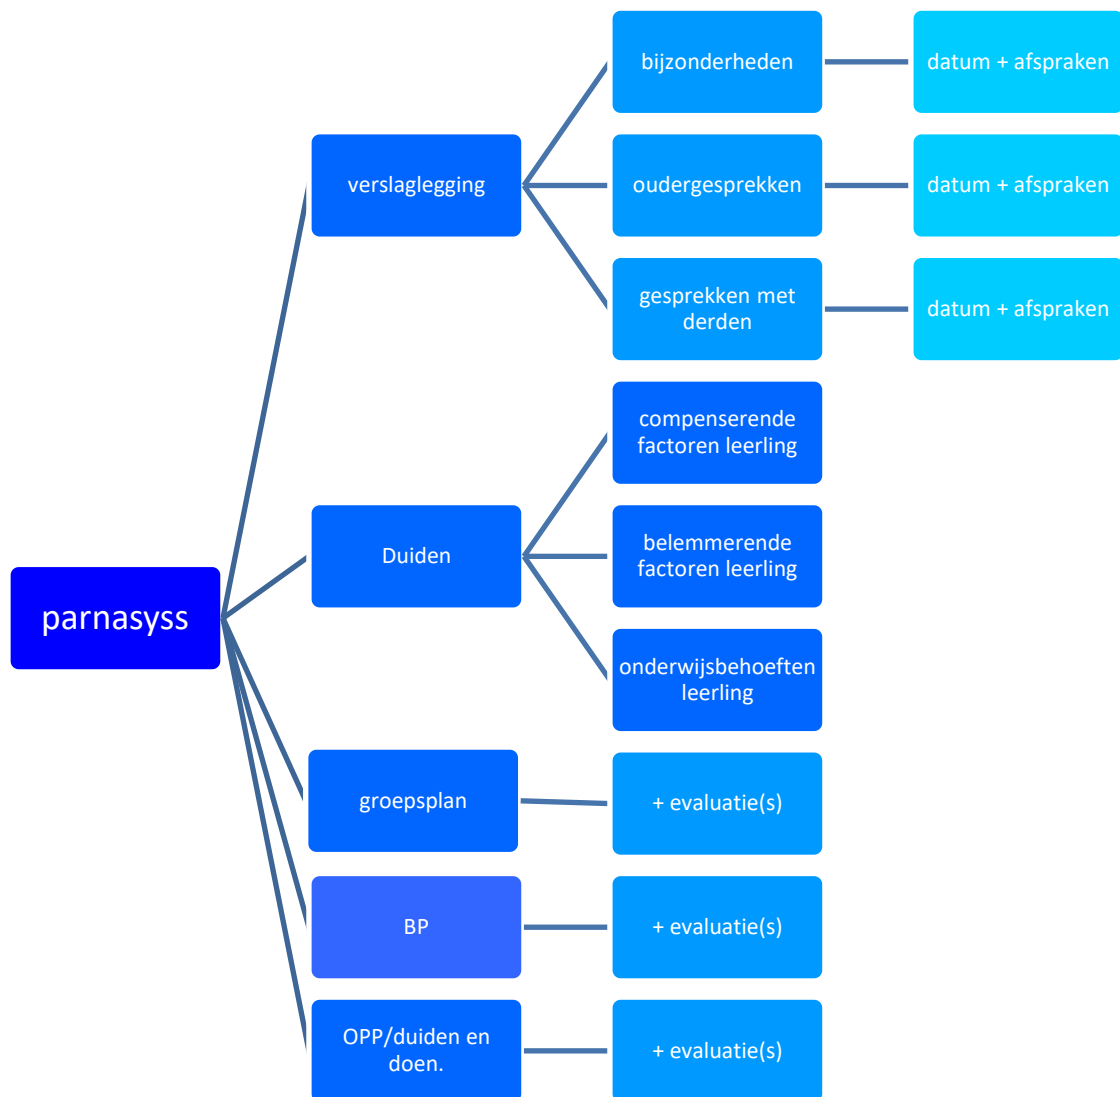 bijzonderheden
datum + afspraken
verslaglegging
oudergesprekken
datum + afspraken
gesprekken met
derden
datum + afspraken
compenserende
factoren leerling
parnasyss
Duiden
belemmerende
factoren leerling
onderwijsbehoeften
leerling
groepsplan
+ evaluatie(s)
BP
+ evaluatie(s)
OPP/duiden en
doen.
+ evaluatie(s)